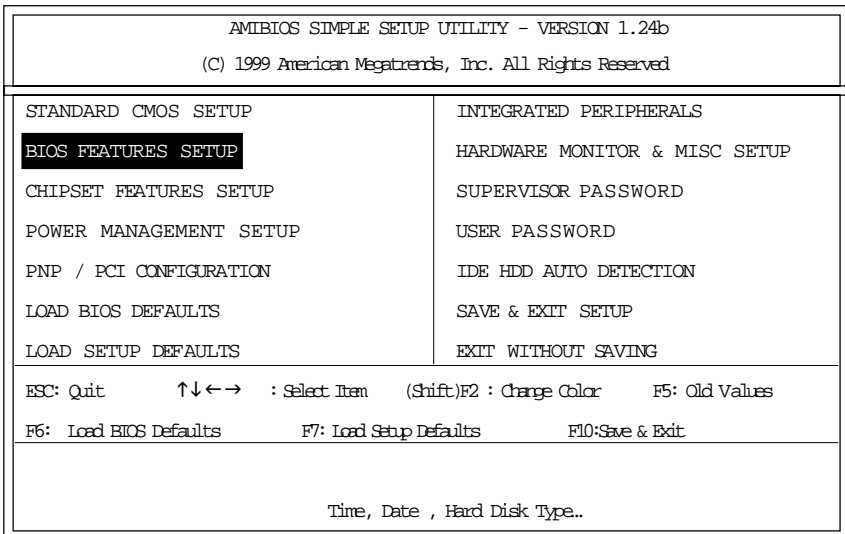 AMIBIOS SIMPLE SETUP UTILITY - VERSION 1.24b
(C) 1999 American Megatrends, Inc. All Rights Reserved
STANDARD CMOS SETUP
BIOS FEATURES SETUP
CHIPSET FEATURES SETUP
POWER MANAGEMENT SETUP
PNP / PCI CONFIGURATION
LOAD BIOS DEFAULTS
LOAD SETUP DEFAULTS
INTEGRATED PERIPHERALS
HARDWARE MONITOR & MISC SETUP
SUPERVISOR PASSWORD
USER PASSWORD
IDE HDD AUTO DETECTION
SAVE & EXIT SETUP
EXIT WITHOUT SAVING
ESC: Quit ↑↓←→ : Select Item (Shift)F2 : Change Color F5: Old Values
F6: Load BIOS Defaults F7: Load Setup Defaults F10:Save & Exit
Time, Date , Hard Disk Type...